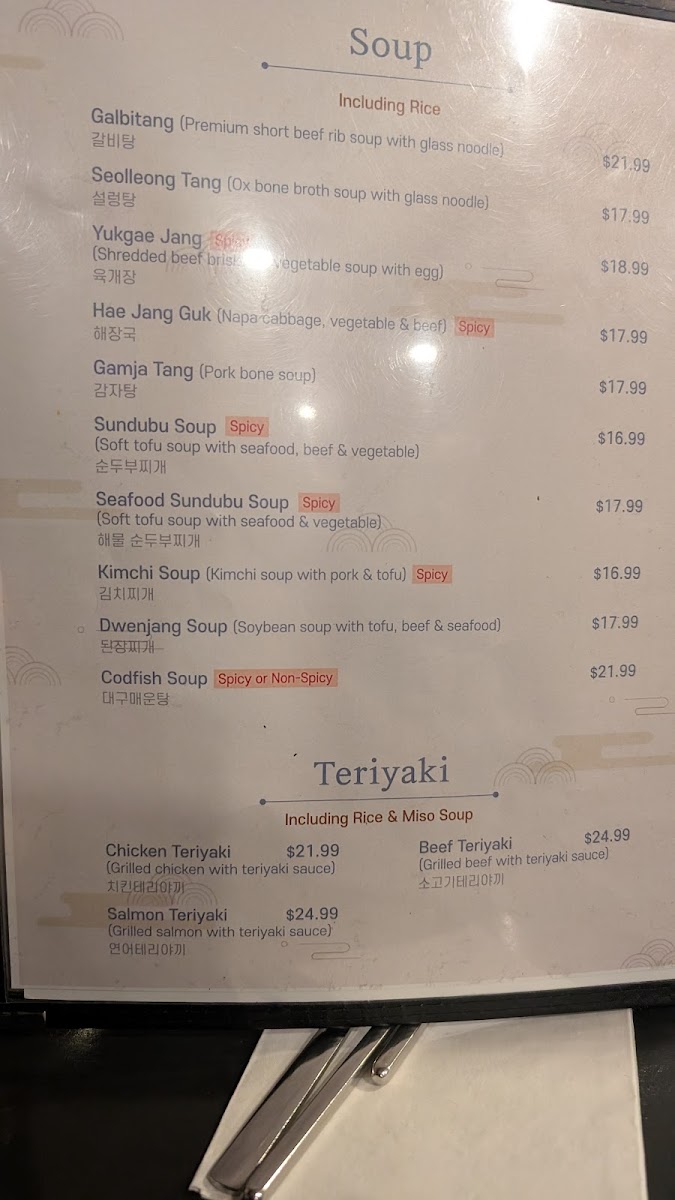 Soup
Including Rice
Galbitang (Premium short beef rib soup with glass noodle) $21.99
갈비탕
Seolleong Tang (Ox bone broth soup with glass noodle) $17.99
설렁탕
Yukgae Jang Spicy
(Shredded beef vegetable soup with egg) $18.99
육개장
Hae Jang Guk (Napa cabbage, vegetable & beef) Spicy $17.99
해장국
Gamja Tang (Pork bone soup) $17.99
감자탕
Sundubu Soup Spicy $16.99
(Soft tofu soup with seafood, beef & vegetable)
순두부찌개
Seafood Sundubu Soup Spicy $17.99
(Soft tofu soup with seafood & vegetable)
해물 순두부찌개
Kimchi Soup (Kimchi soup with pork & tofu) Spicy $16.99
김치찌개
Dwenjang Soup (Soybean soup with tofu, beef & seafood) $17.99
된장찌개
Codfish Soup Spicy or Non-Spicy $21.99
대구매운탕
Teriyaki
Including Rice & Miso Soup
Chicken Teriyaki $21.99
(Grilled chicken with teriyaki sauce)
치킨테리야끼
Beef Teriyaki $24.99
(Grilled beef with teriyaki sauce)
소고기테리야끼
Salmon Teriyaki $24.99
(Grilled salmon with teriyaki sauce)
연어테리야끼